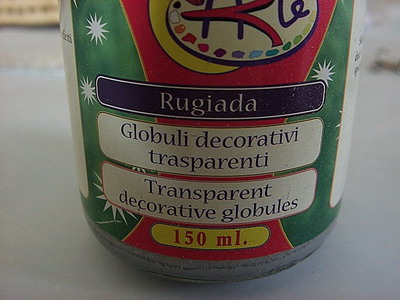 Rugiada
Globuli decorativi
trasparenti
Transparent
decorative globules
150 ml.